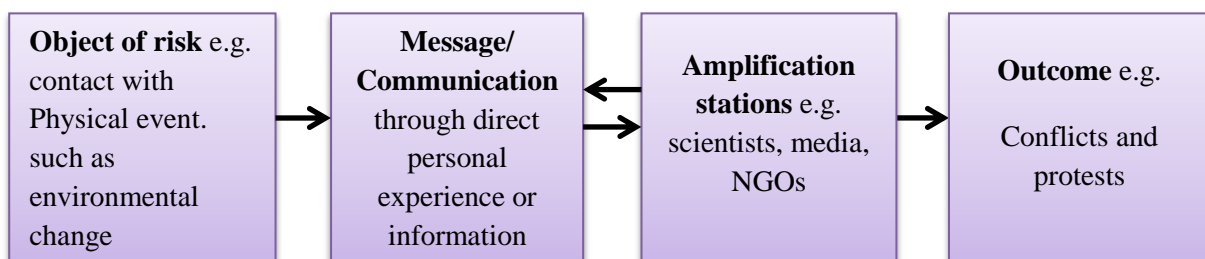 Object of risk e.g.
contact with
Physical event.
such as
environmental
change
Message/
Communication
through direct
personal
experience or
information
Amplification
stations e.g.
scientists, media,
NGOs
Outcome e.g.
Conflicts and
protests